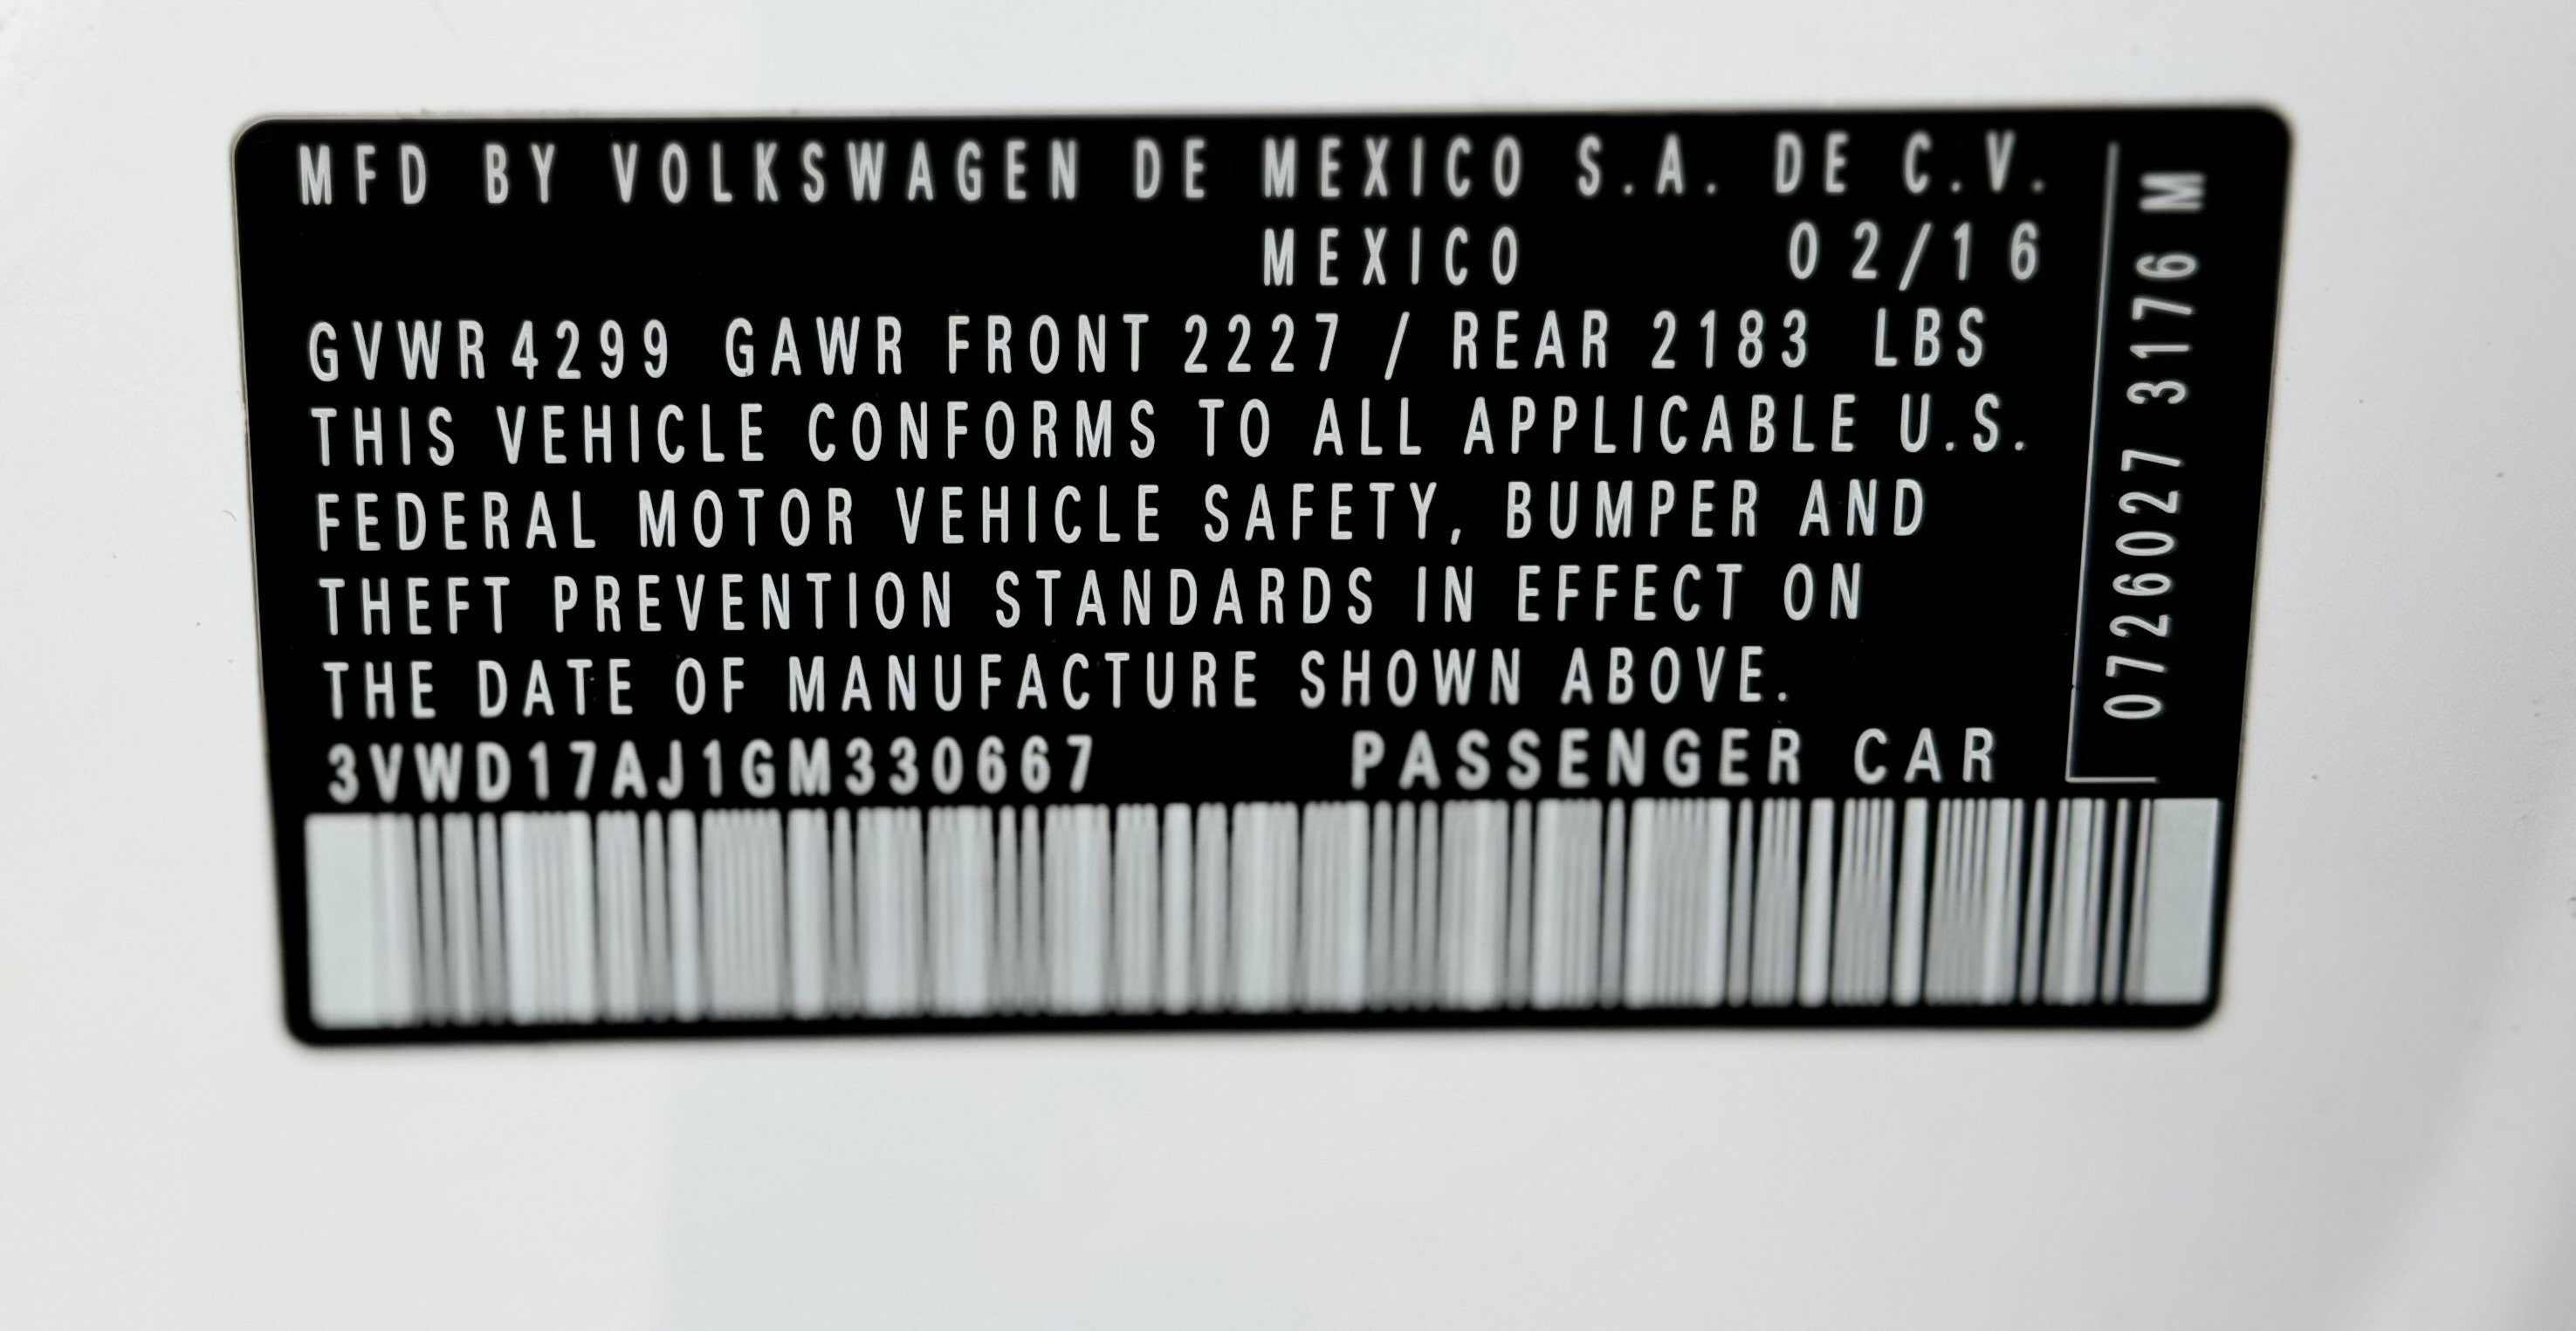 MFD BY VOLKSWAGEN DE MEXICO S.A. DE C.V.
MEXICO 02/16
GVWR 4299 GAWR FRONT 2227 / REAR 2183 LBS
THIS VEHICLE CONFORMS TO ALL APPLICABLE U.S.
FEDERAL MOTOR VEHICLE SAFETY, BUMPER AND
THEFT PREVENTION STANDARDS IN EFFECT ON
THE DATE OF MANUFACTURE SHOWN ABOVE.
3VWD17AJ1GM330667 PASSENGER CAR
0726027 3176 M